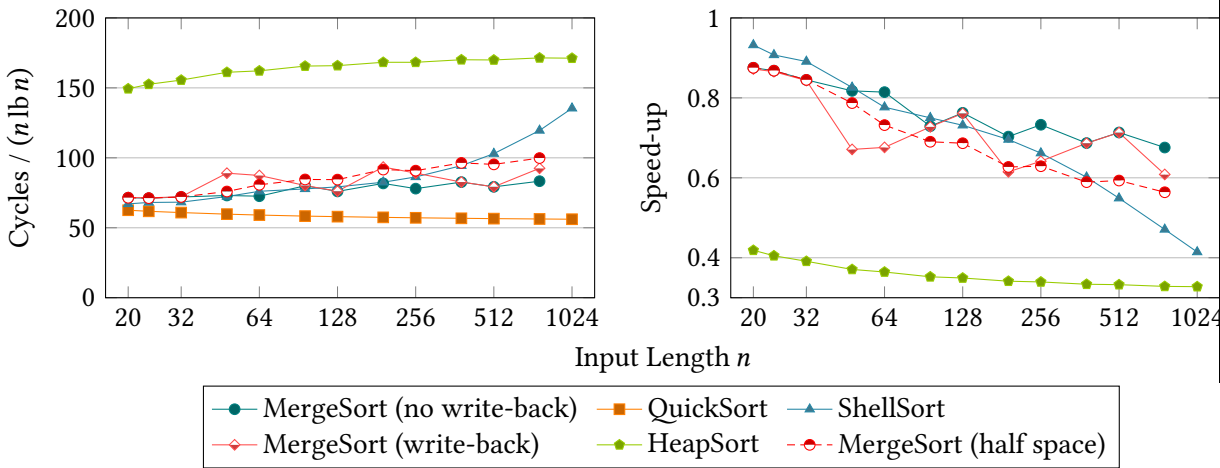 Cycles / (n lb n)
200
150
100
50
0
20 32 64 128 256 512 1024
Speed-up
1
0.8
0.6
0.4
0.3
20 32 64 128 256 512 1024
Input Length n
MergeSort (no write-back) QuickSort ShellSort
MergeSort (write-back) HeapSort MergeSort (half space)